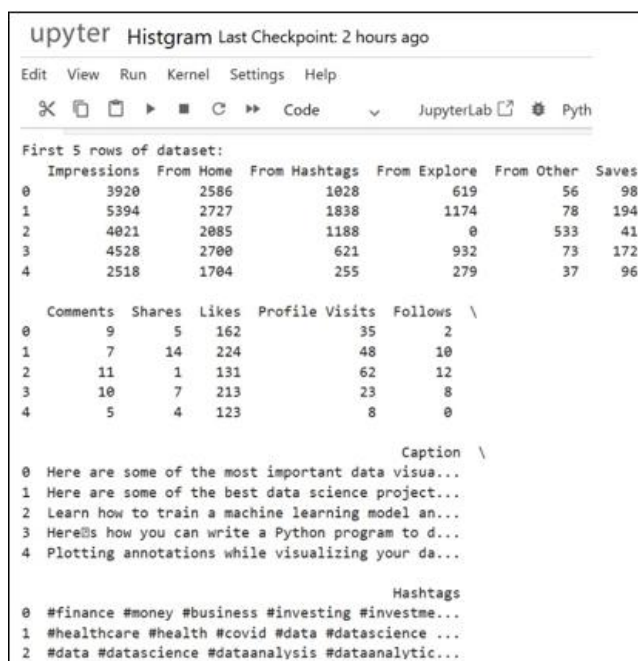 upyter Histgram Last Checkpoint: 2 hours ago
Edit View Run Kernel Settings Help
Code JupyterLab Pyth
First 5 rows of dataset:
Impressions From Home From Hashtags From Explore From Other Saves
0 3920 2586 1028 619 56 98
1 5394 2727 1838 1174 78 194
2 4021 2085 1188 0 533 41
3 4528 2700 621 932 73 172
4 2518 1704 255 279 37 96
Comments Shares Likes Profile Visits Follows \
0 9 5 162 35 2
1 7 14 224 48 10
2 11 1 131 62 12
3 10 7 213 23 8
4 5 4 123 8 0
Caption \
0 Here are some of the most important data visua...
1 Here are some of the best data science project...
2 Learn how to train a machine learning model an...
3 Here�s how you can write a Python program to d...
4 Plotting annotations while visualizing your da...
Hashtags
0 #finance #money #business #investing #investme...
1 #healthcare #health #covid #data #datascience ...
2 #data #datascience #dataanalysis #dataanalytic...